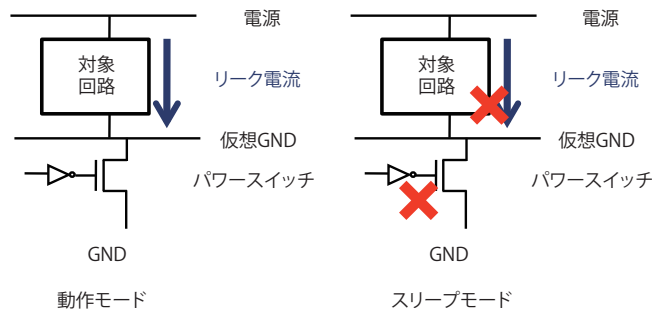 電源
対象
回路
リーク電流
仮想GND
パワースイッチ
GND
動作モード
電源
対象
回路
リーク電流
仮想GND
パワースイッチ
GND
スリープモード